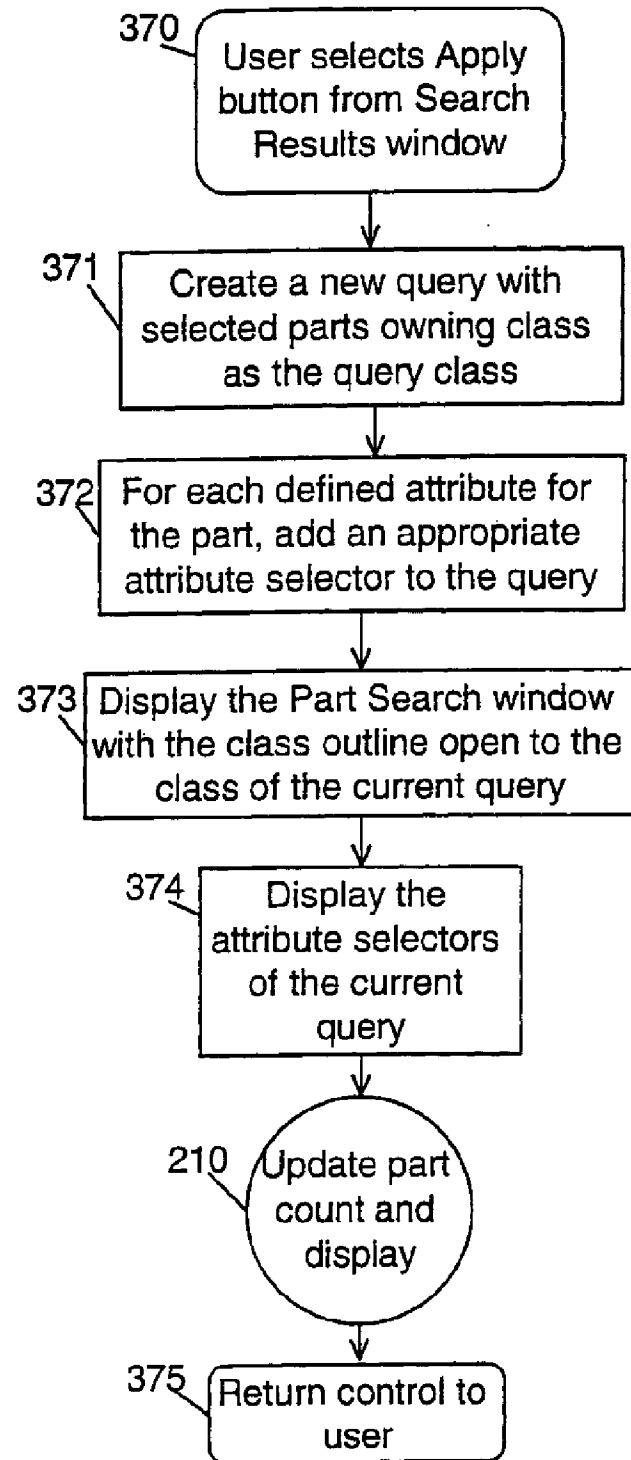 370
User selects Apply
button from Search
Results window
371
Create a new query with
selected parts owning class
as the query class
372
For each defined attribute for
the part, add an appropriate
attribute selector to the query
373
Display the Part Search window
with the class outline open to the
class of the current query
374
Display the
attribute selectors
of the current
query
210
Update part
count and
display
375
Return control to
user